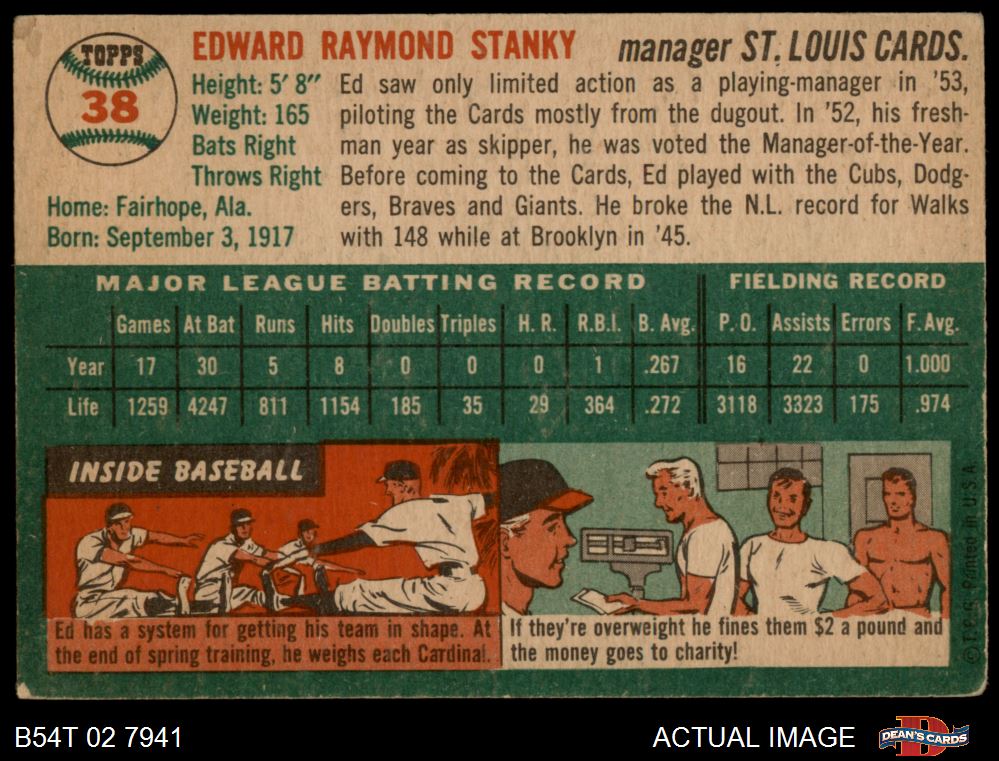 TOPPS
38
EDWARD RAYMOND STANKY manager ST. LOUIS CARDS.
Height: 5' 8"
Weight: 165
Bats Right
Throws Right
Home: Fairhope, Ala.
Born: September 3, 1917
Ed saw only limited action as a playing-manager in '53,
piloting the Cards mostly from the dugout. In '52, his fresh-
man year as skipper, he was voted the Manager-of-the-Year.
Before coming to the Cards, Ed played with the Cubs, Dodg-
ers, Braves and Giants. He broke the N.L. record for Walks
with 148 while at Brooklyn in '45.
MAJOR LEAGUE BATTING RECORD FIELDING RECORD
Games At Bat Runs Hits Doubles Triples H. R. R.B.I. B. Avg. P. O. Assists Errors F. Avg.
Year 17 30 5 8 0 0 0 1 .267 16 22 0 1.000
Life 1259 4247 811 1154 185 35 29 364 .272 3118 3323 175 .974
INSIDE BASEBALL
Ed has a system for getting his team in shape. At
the end of spring training, he weighs each Cardinal.
If they're overweight he fines them $2 a pound and
the money goes to charity!
© T. C. G. Printed in U. S. A.
B54T 02 7941 ACTUAL IMAGE
DEAN'S CARDS